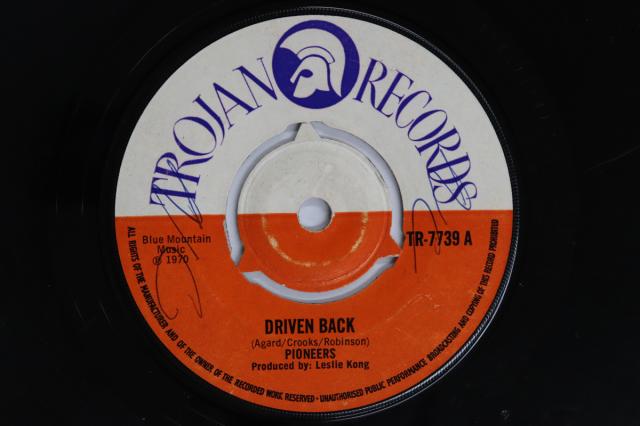 TROJAN RECORDS
Blue Mountain
Music
℗ 1970
TR-7739 A
DRIVEN BACK
(Agard/Crooks/Robinson)
PIONEERS
Produced by: Leslie Kong
ALL RIGHTS OF THE MANUFACTURER AND OF THE OWNER OF THE RECORDED WORK RESERVED - UNAUTHORISED PUBLIC PERFORMANCE BROADCASTING AND COPYING OF THIS RECORD PROHIBITED